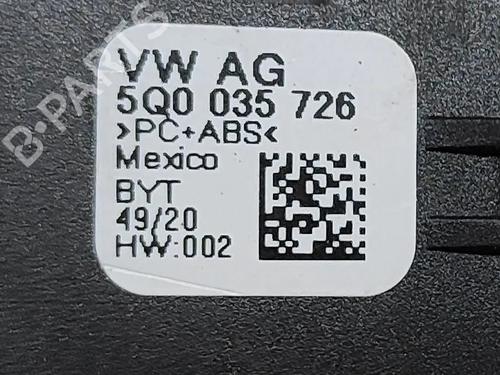 VW AG
5Q0 035 726
>PC+ABS<
Mexico
BYT
49/20
HW:002
B-PARTS